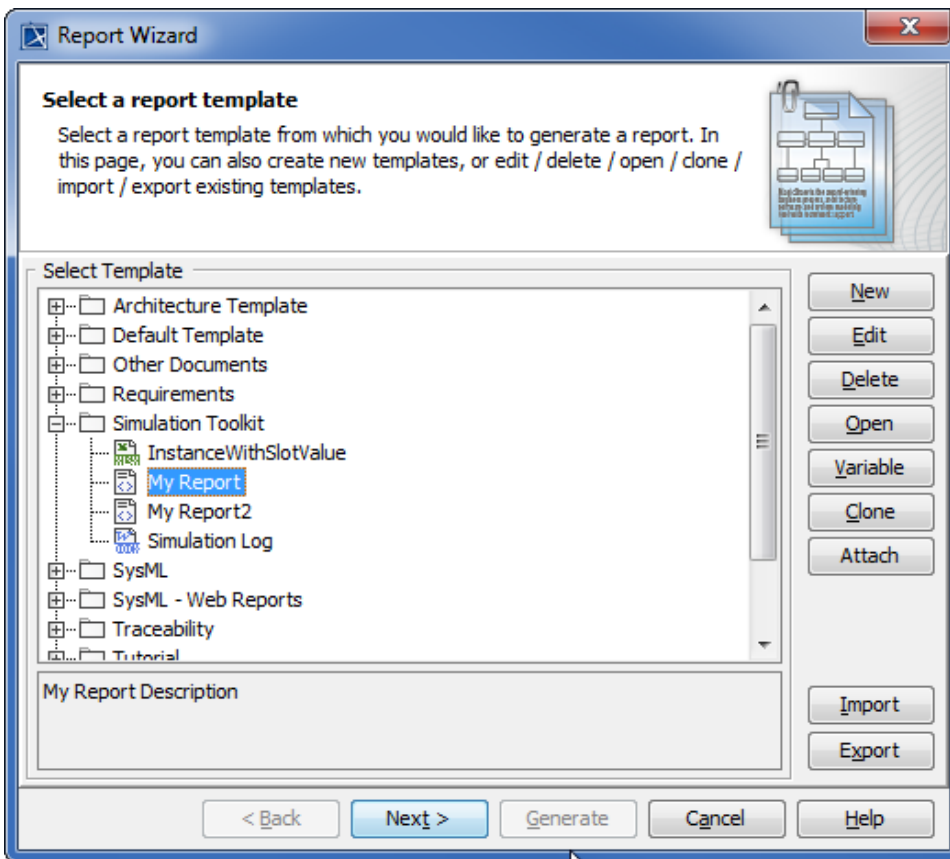 Report Wizard
Select a report template
Select a report template from which you would like to generate a report. In
this page, you can also create new templates, or edit / delete / open / clone /
import / export existing templates.
Select Template
Architecture Template
Default Template
Other Documents
Requirements
Simulation Toolkit
InstanceWithSlotValue
My Report
My Report2
Simulation Log
SysML
SysML - Web Reports
Traceability
Tutorial
New
Edit
Delete
Open
Variable
Clone
Attach
My Report Description
Import
Export
< Back
Next >
Generate
Cancel
Help